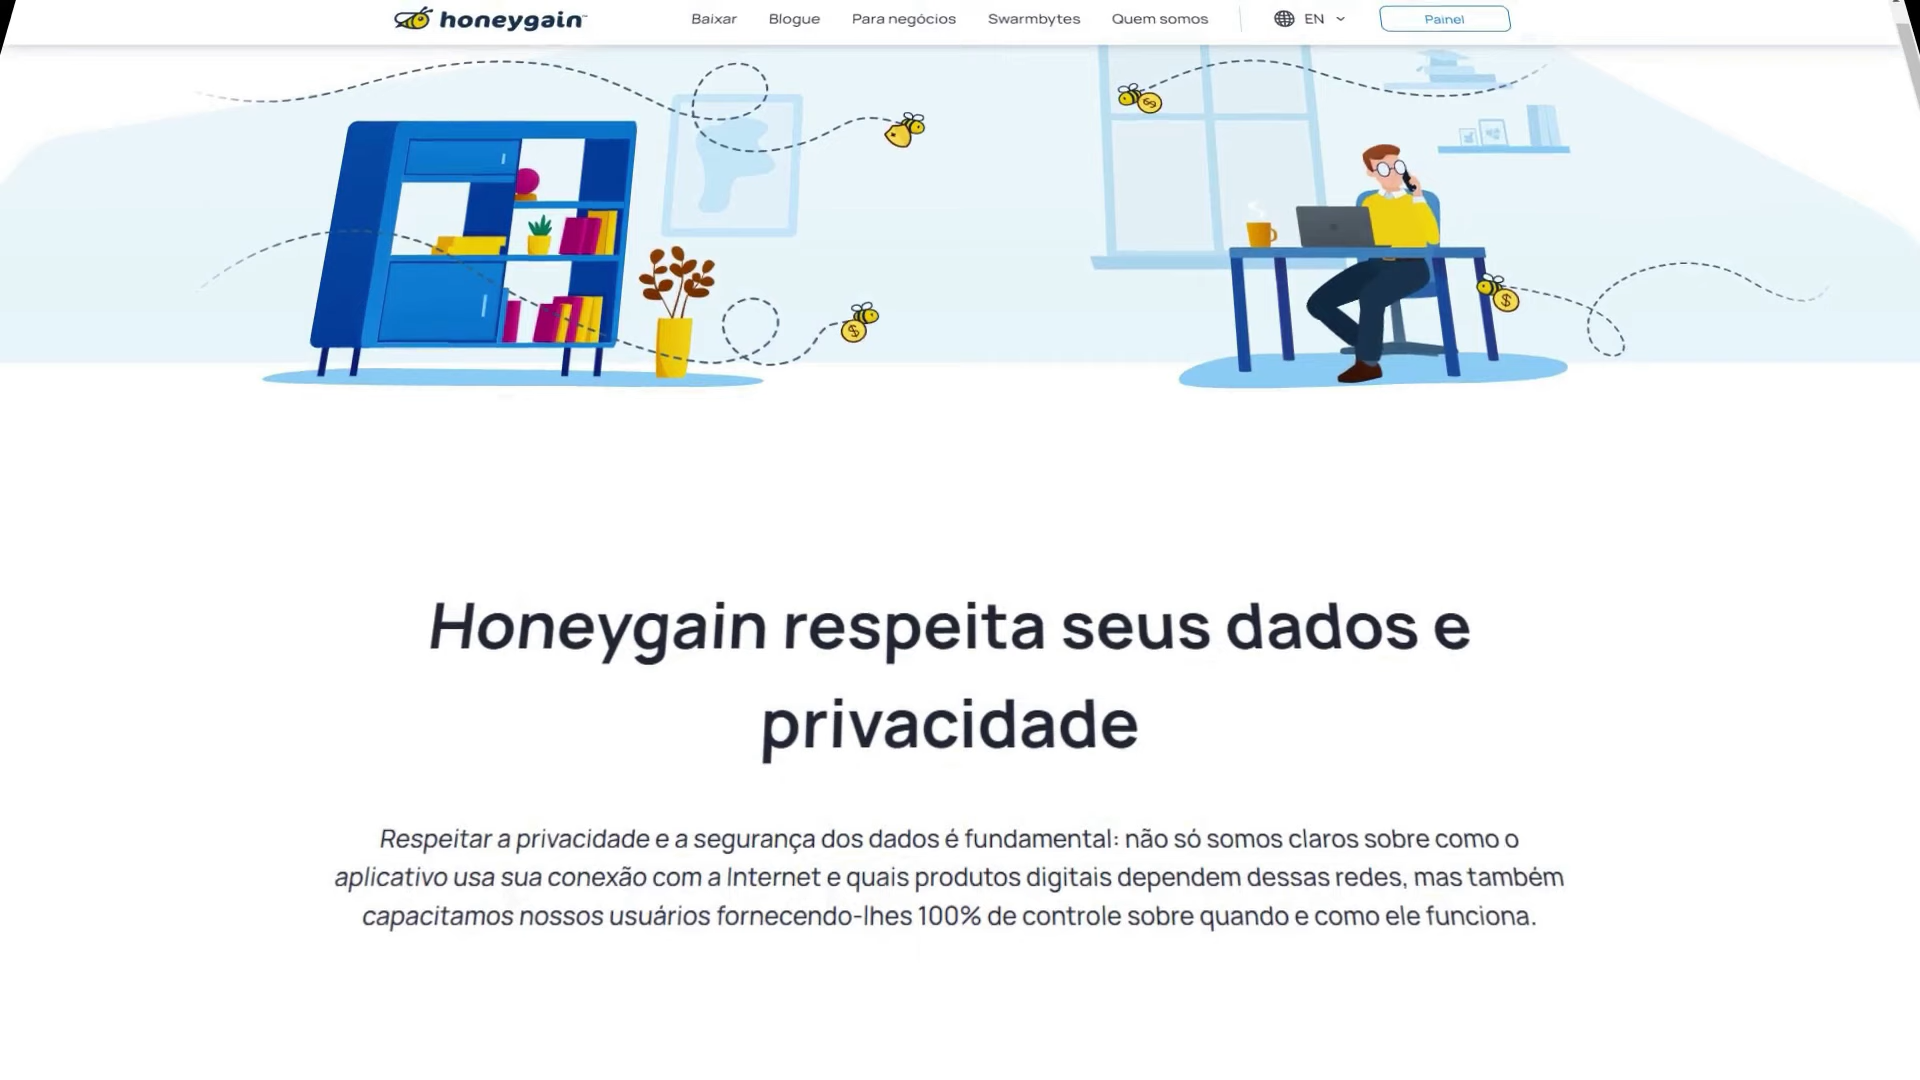 honeygain
Baixar Blogue Para negócios Swarmbytes Quem somos EN Painel
Honeygain respeita seus dados e
privacidade
Respeitar a privacidade e a segurança dos dados é fundamental: não só somos claros sobre como o
aplicativo usa sua conexão com a Internet e quais produtos digitais dependem dessas redes, mas também
capacitamos nossos usuários fornecendo-lhes 100% de controle sobre quando e como ele funciona.